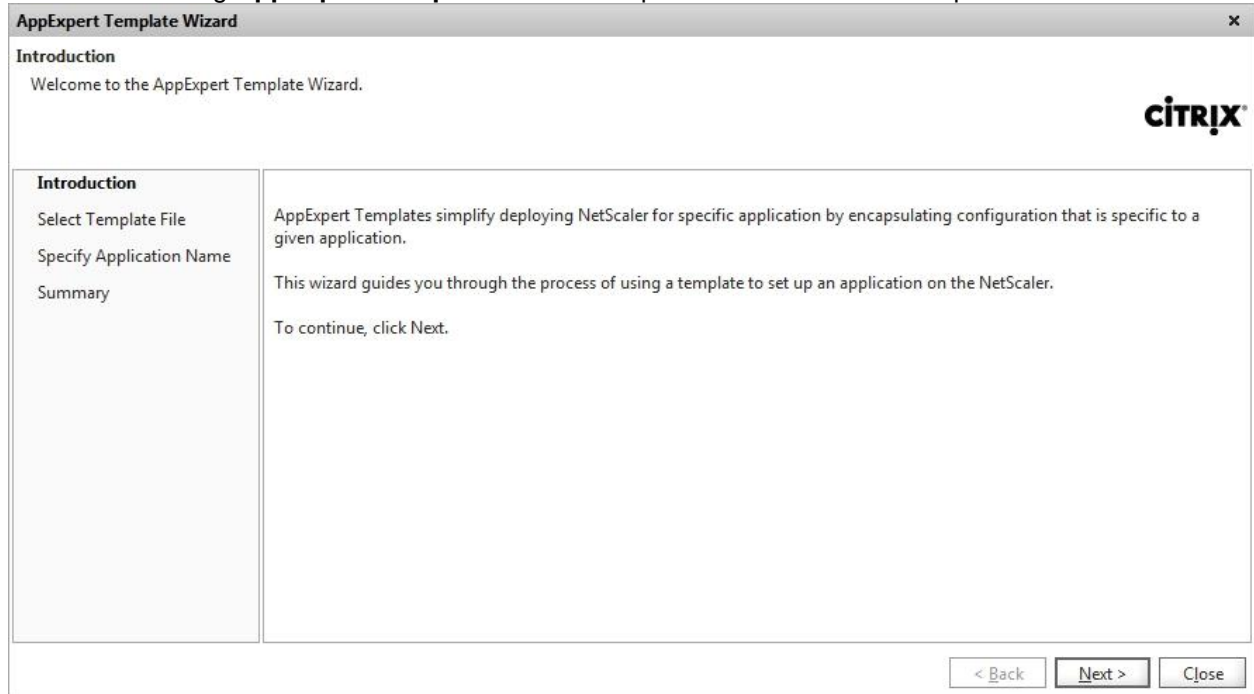 AppExpert Template Wizard x
Introduction
Welcome to the AppExpert Template Wizard.
CİTRIX
Introduction
Select Template File
Specify Application Name
Summary
AppExpert Templates simplify deploying NetScaler for specific application by encapsulating configuration that is specific to a
given application.
This wizard guides you through the process of using a template to set up an application on the NetScaler.
To continue, click Next.
< Back
Next >
Close